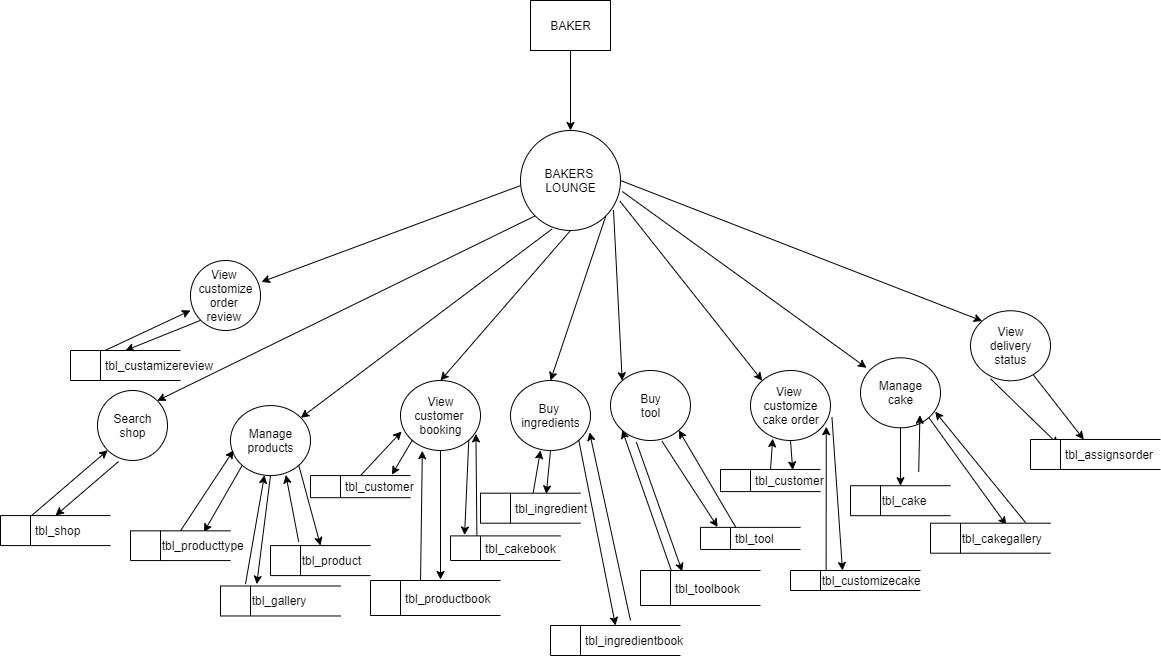 BAKER
BAKERS
LOUNGE
View
customize
order
review
tbl_custamizereview
Search
shop
tbl_shop
Manage
products
tbl_producttype
tbl_gallery
tbl_product
View
customer
booking
tbl_customer
tbl_productbook
tbl_cakebook
Buy
ingredients
tbl_ingredient
tbl_ingredientbook
Buy
tool
tbl_toolbook
tbl_tool
View
customize
cake order
tbl_customer
tbl_customizecake
Manage
cake
tbl_cake
tbl_cakegallery
View
delivery
status
tbl_assignsorder